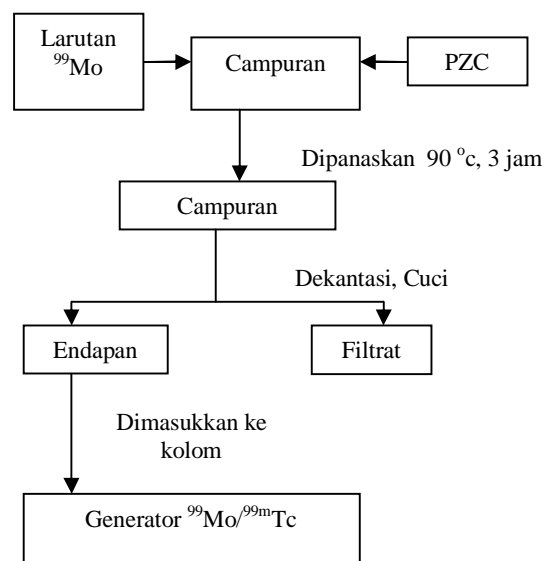 Larutan
⁹⁹Mo
Campuran
PZC
Dipanaskan 90 °c, 3 jam
Campuran
Dekantasi, Cuci
Endapan
Filtrat
Dimasukkan ke
kolom
Generator ⁹⁹Mo/⁹⁹ᵐTc